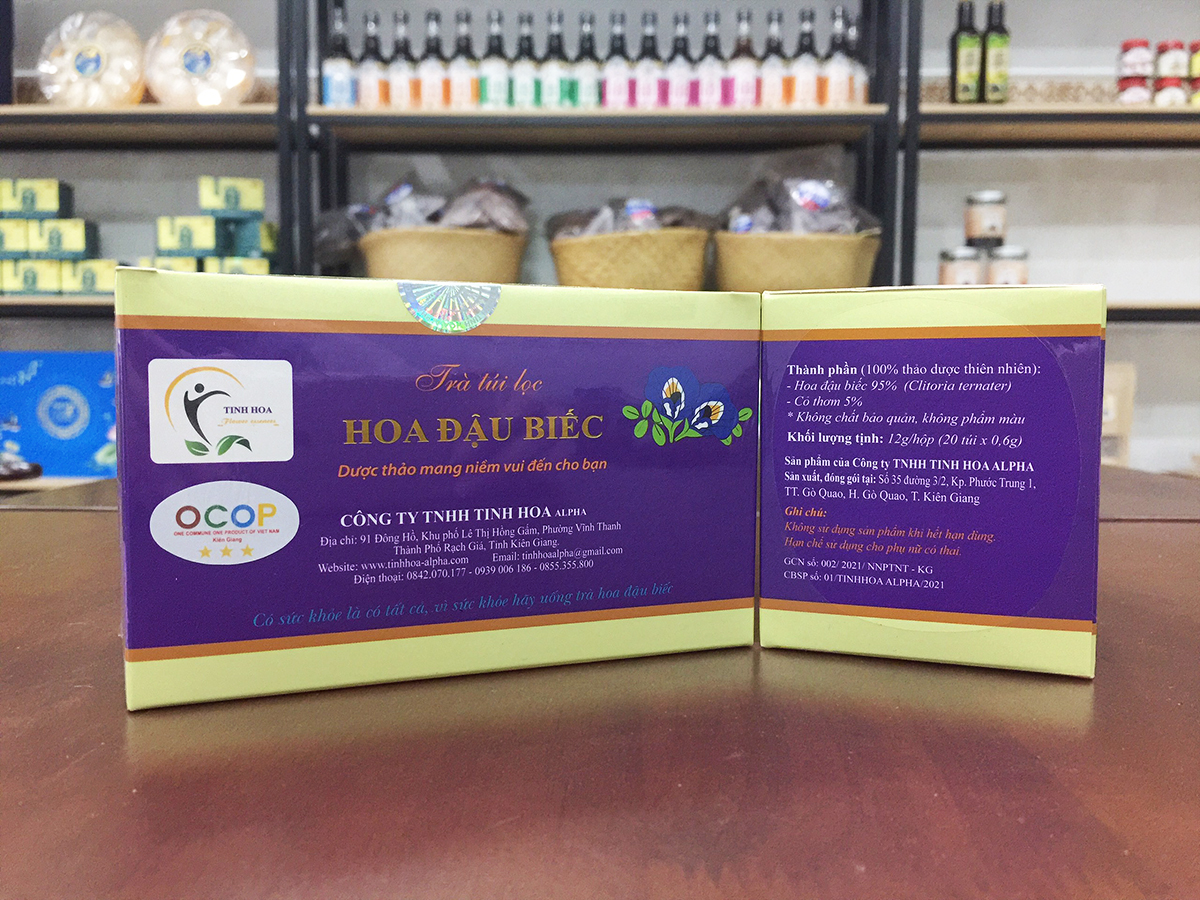 TINH HOA
OCOP
ONE COMMUNE ONE PRODUCT OF VIET NAM
Kiên Giang
Trà túi lọc
HOA ĐẬU BIẾC
Dược thảo mang niềm vui đến cho bạn
CÔNG TY TNHH TINH HOA ALPHA
Địa chỉ: 91 Đông Hồ, Khu phố Lê Thị Hồng Gấm, Phường Vĩnh Thanh
Thành Phố Rạch Giá, Tỉnh Kiên Giang.
Website: www.tinhhoa-alpha.com Email: tinhhoaalpha@gmail.com
Điện thoại: 0842.070.177 - 0939 006 186 - 0855.355.800
Có sức khỏe là có tất cả, vì sức khỏe hãy uống trà hoa đậu biếc
Thành phần (100% thảo dược thiên nhiên):
- Hoa đậu biếc 95% (Clitoria ternater)
- Cỏ thơm 5%
* Không chất bảo quản, không phẩm màu
Khối lượng tịnh: 12g/hộp (20 túi x 0,6g)
Sản phẩm của Công ty TNHH TINH HOA ALPHA
Sản xuất, đóng gói tại: Số 35 đường 3/2, Kp. Phước Trung 1,
TT. Gò Quao, H. Gò Quao, T. Kiên Giang
Ghi chú:
Không sử dụng sản phẩm khi hết hạn dùng.
Hạn chế sử dụng cho phụ nữ có thai.
GCN số: 002/ 2021/ NNPTNT - KG
CBSP số: 01/TINHHOA ALPHA/2021